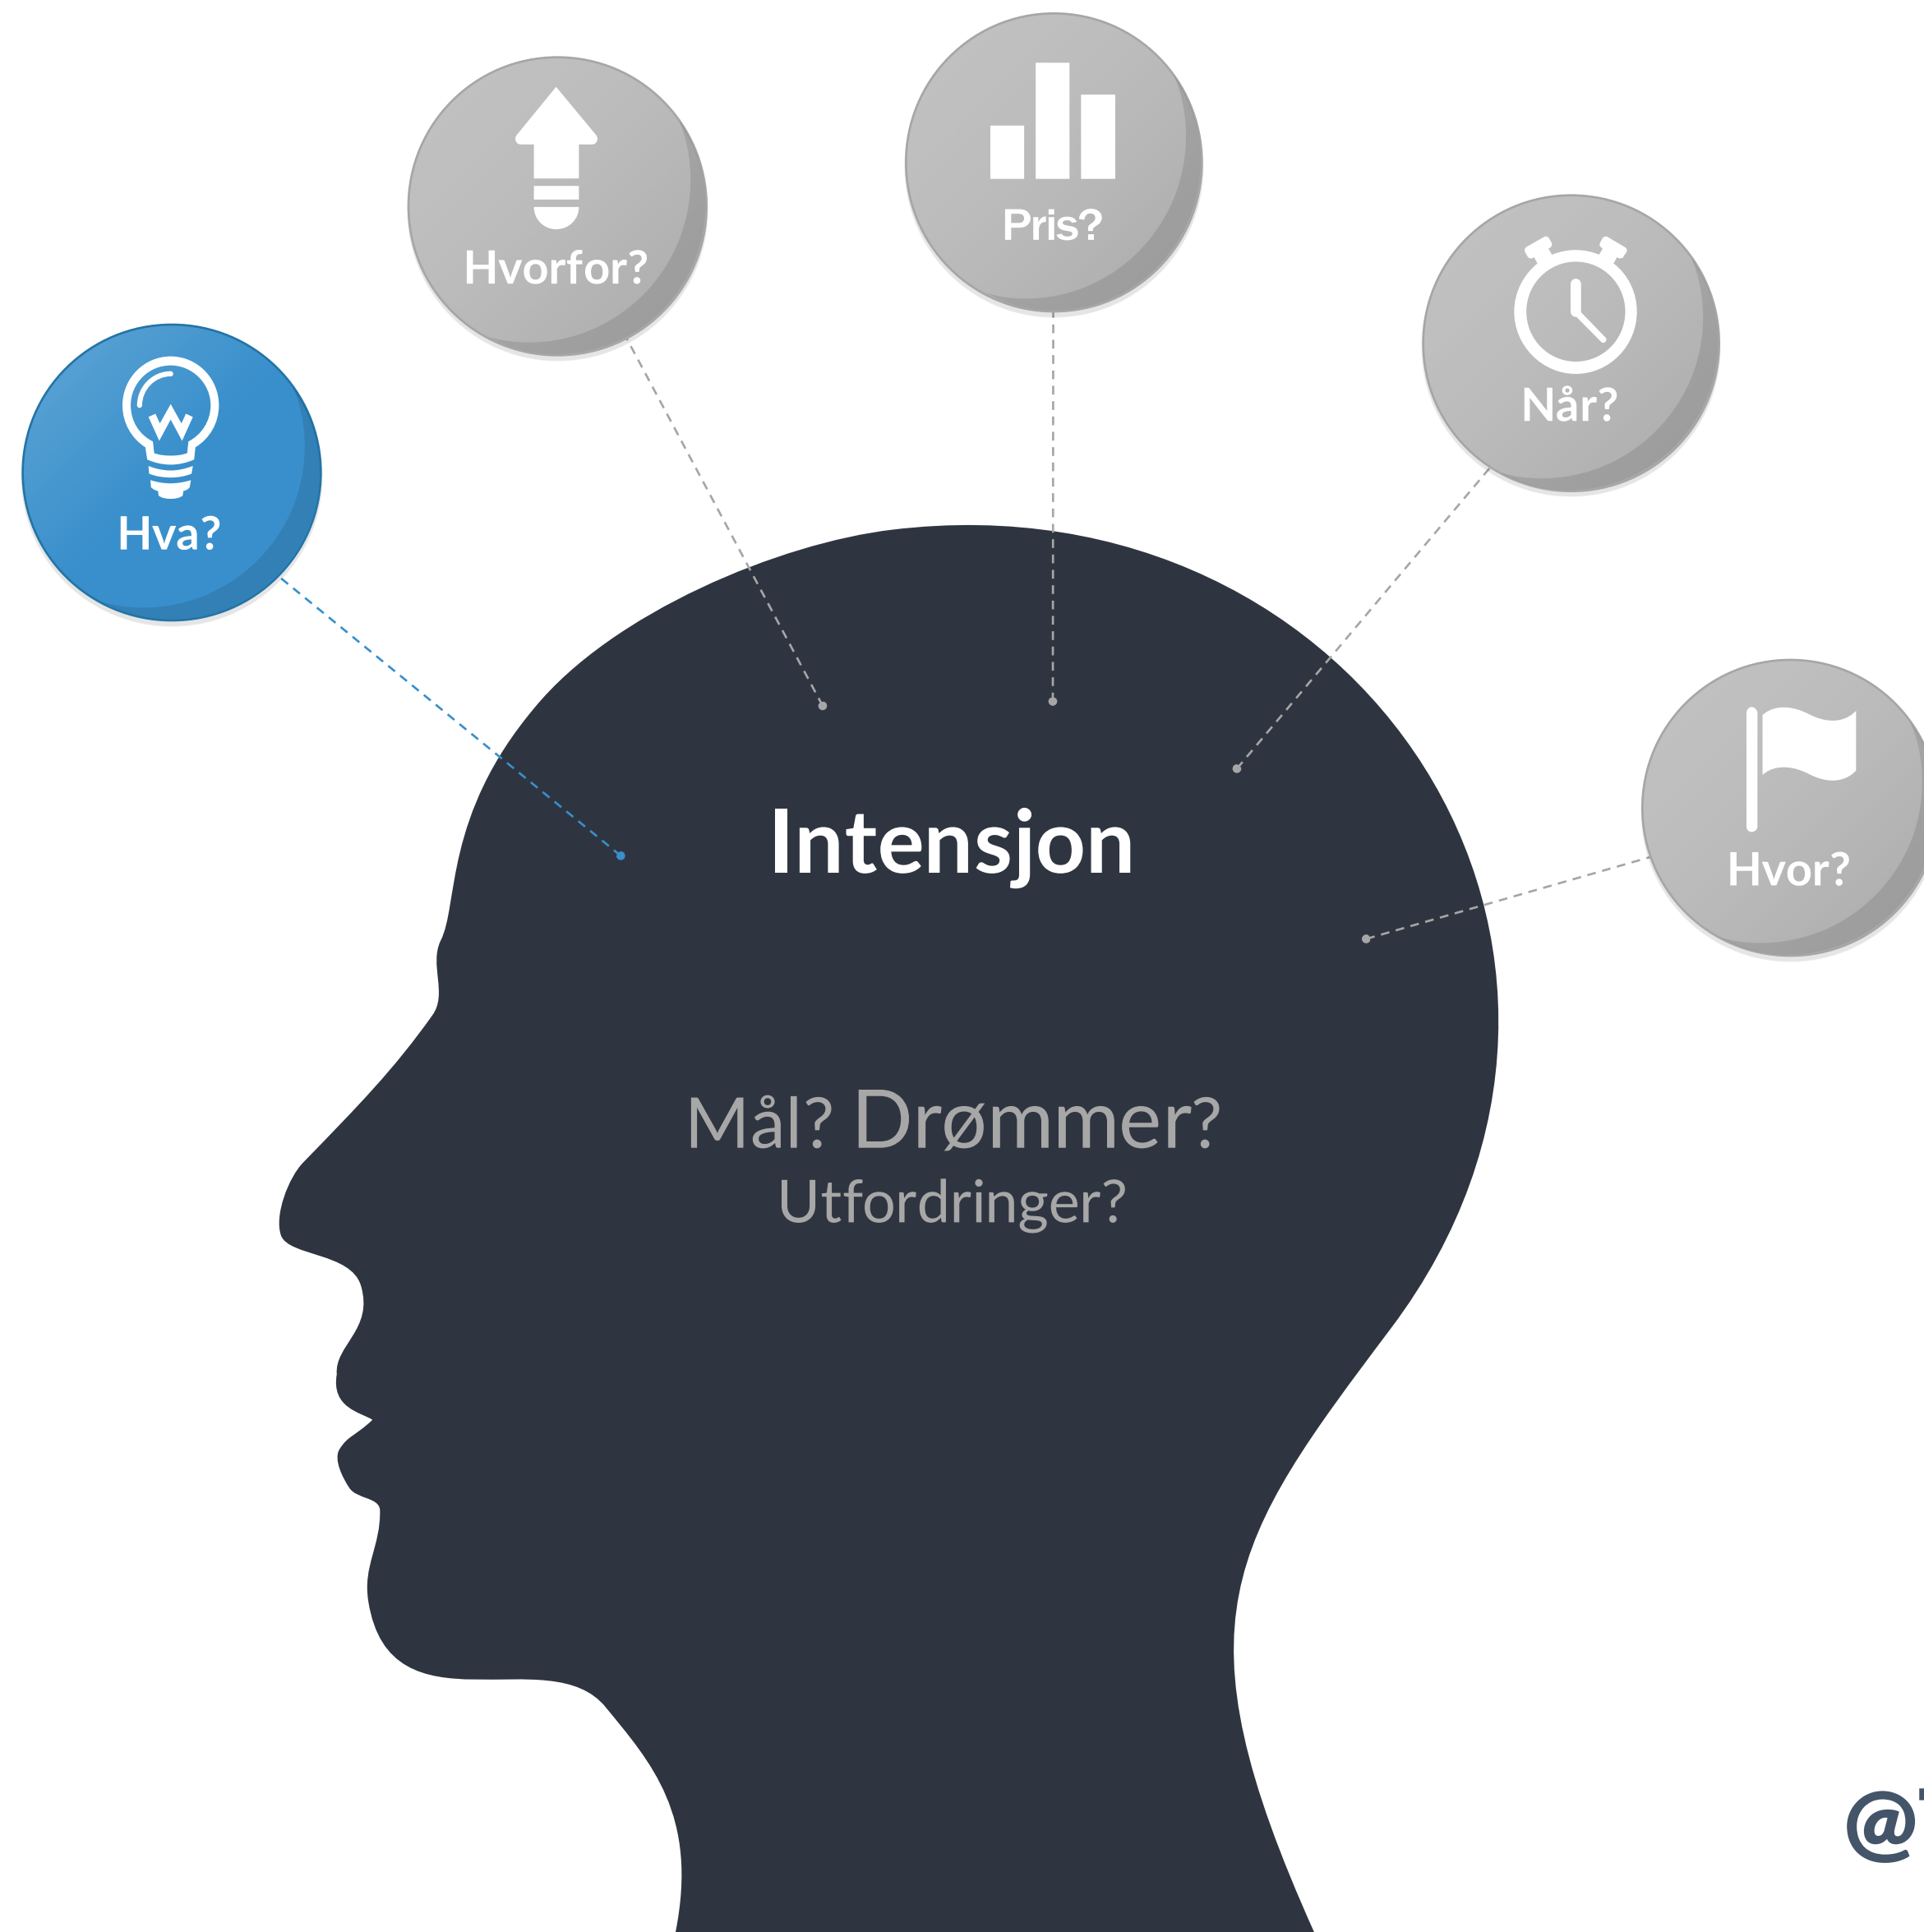 Pris?
Hvorfor?
Når?
Hva?
Intensjon
Hvor?
Mål? Drømmer?
Utfordringer?
@